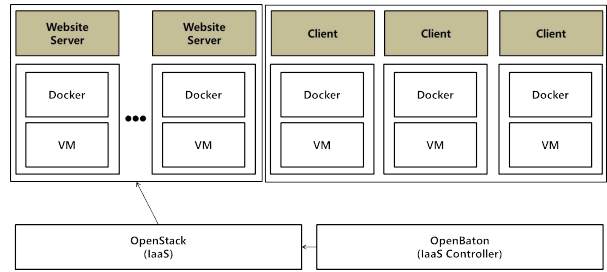 Website
Server
Website
Server
Client
Client
Client
Docker
Docker
Docker
Docker
Docker
VM
VM
VM
VM
VM
OpenStack
(IaaS)
OpenBaton
(IaaS Controller)